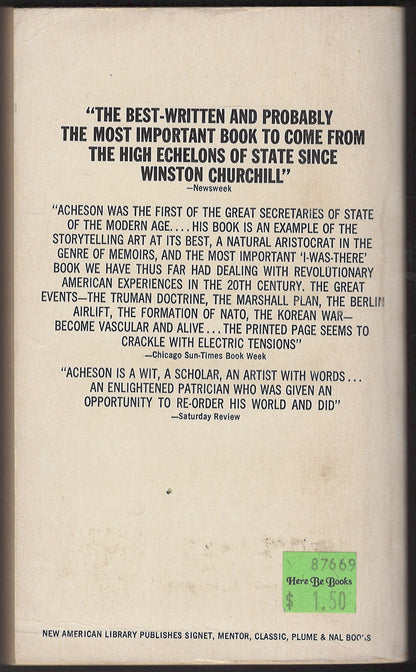 “THE BEST-WRITTEN AND PROBABLY
THE MOST IMPORTANT BOOK TO COME FROM
THE HIGH ECHELONS OF STATE SINCE
WINSTON CHURCHILL”
—Newsweek
“ACHESON WAS THE FIRST OF THE GREAT SECRETARIES OF STATE
OF THE MODERN AGE.... HIS BOOK IS AN EXAMPLE OF THE
STORYTELLING ART AT ITS BEST, A NATURAL ARISTOCRAT IN THE
GENRE OF MEMOIRS, AND THE MOST IMPORTANT ‘I-WAS-THERE’
BOOK WE HAVE THUS FAR HAD DEALING WITH REVOLUTIONARY
AMERICAN EXPERIENCES IN THE 20TH CENTURY. THE GREAT
EVENTS—THE TRUMAN DOCTRINE, THE MARSHALL PLAN, THE BERLIN
AIRLIFT, THE FORMATION OF NATO, THE KOREAN WAR—
BECOME VASCULAR AND ALIVE... THE PRINTED PAGE SEEMS TO
CRACKLE WITH ELECTRIC TENSIONS”
—Chicago Sun-Times Book Week
“ACHESON IS A WIT, A SCHOLAR, AN ARTIST WITH WORDS...
AN ENLIGHTENED PATRICIAN WHO WAS GIVEN AN
OPPORTUNITY TO RE-ORDER HIS WORLD AND DID”
—Saturday Review
87669
Here Be Books
$ 1.50
NEW AMERICAN LIBRARY PUBLISHES SIGNET, MENTOR, CLASSIC, PLUME & NAL BOOKS